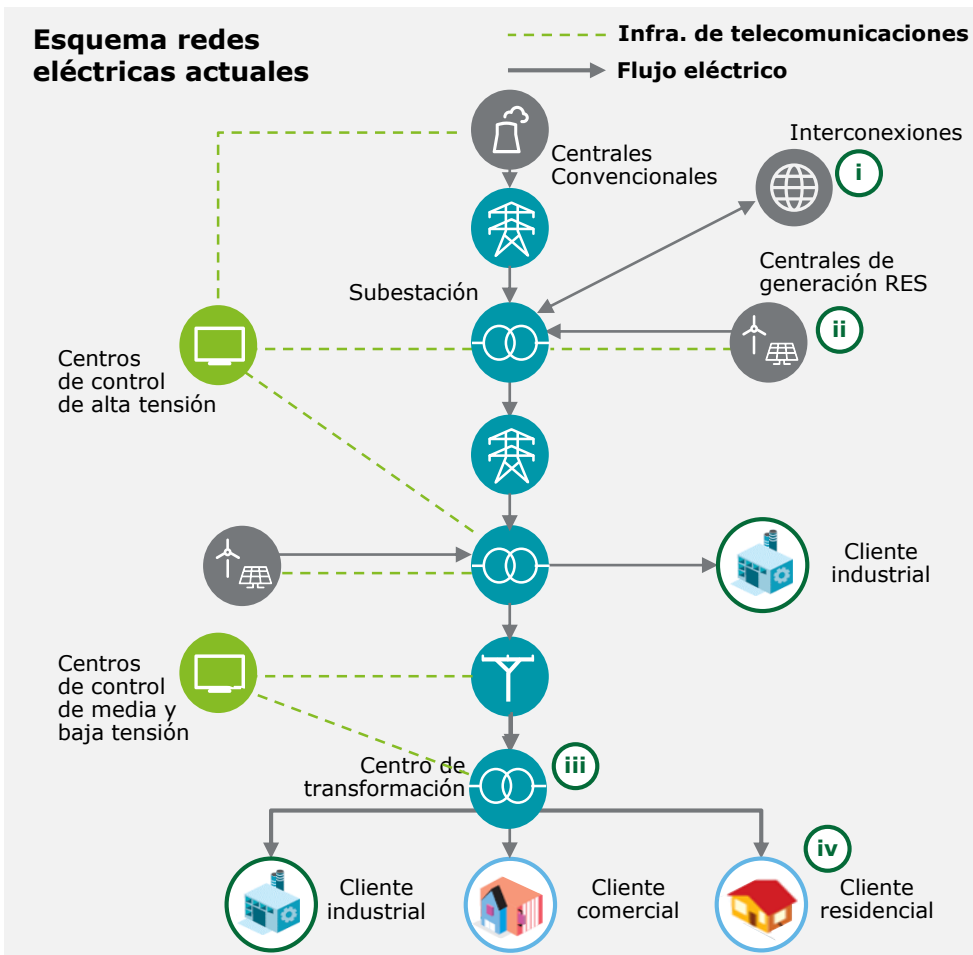 Esquema redes
eléctricas actuales
Infra. de telecomunicaciones
Flujo eléctrico
Centrales
Convencionales
Interconexiones
i
Centrales de
generación RES
ii
Subestación
Centros
de control
de alta tensión
Cliente
industrial
Centros
de control
de media y
baja tensión
Centro de
transformación
iii
iv
Cliente
industrial
Cliente
comercial
Cliente
residencial